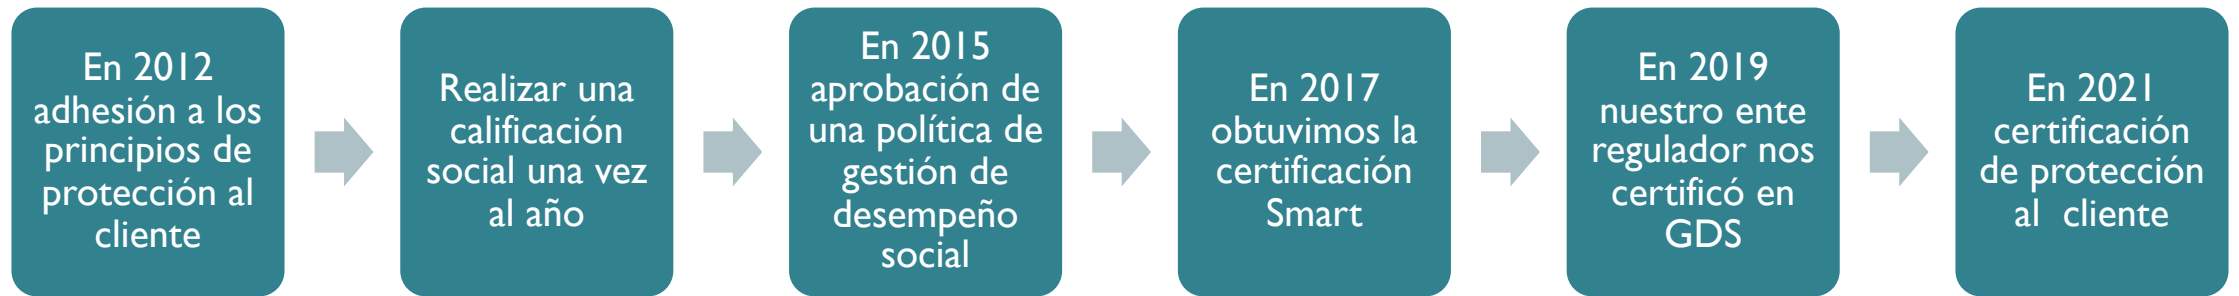 En 2012
adhesión a los
principios de
protección al
cliente
Realizar una
calificación
social una vez
al año
En 2015
aprobación de
una política de
gestión de
desempeño
social
En 2017
obtuvimos la
certificación
Smart
En 2019
nuestro ente
regulador nos
certificó en
GDS
En 2021
certificación
de protección
al cliente